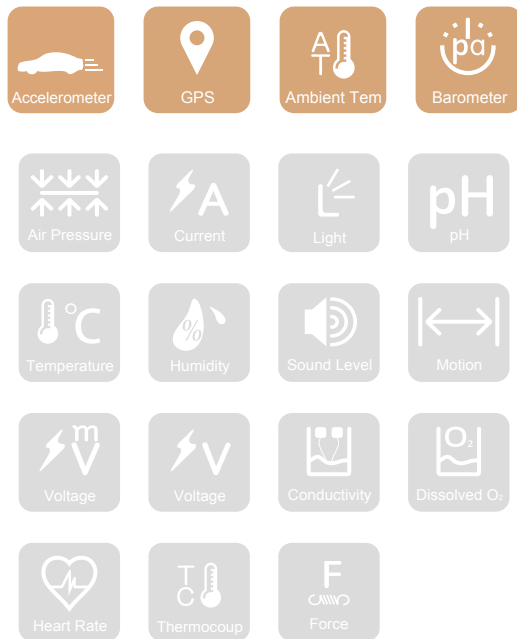 A
T
pa
Accelerometer GPS Ambient Tem Barometer
A
pH
Air Pressure Current Light pH
°C
%
Temperature Humidity Sound Level Motion
m
V
V
O₂
Voltage Voltage Conductivity Dissolved O₂
T
C
F
Heart Rate Thermocoup Force